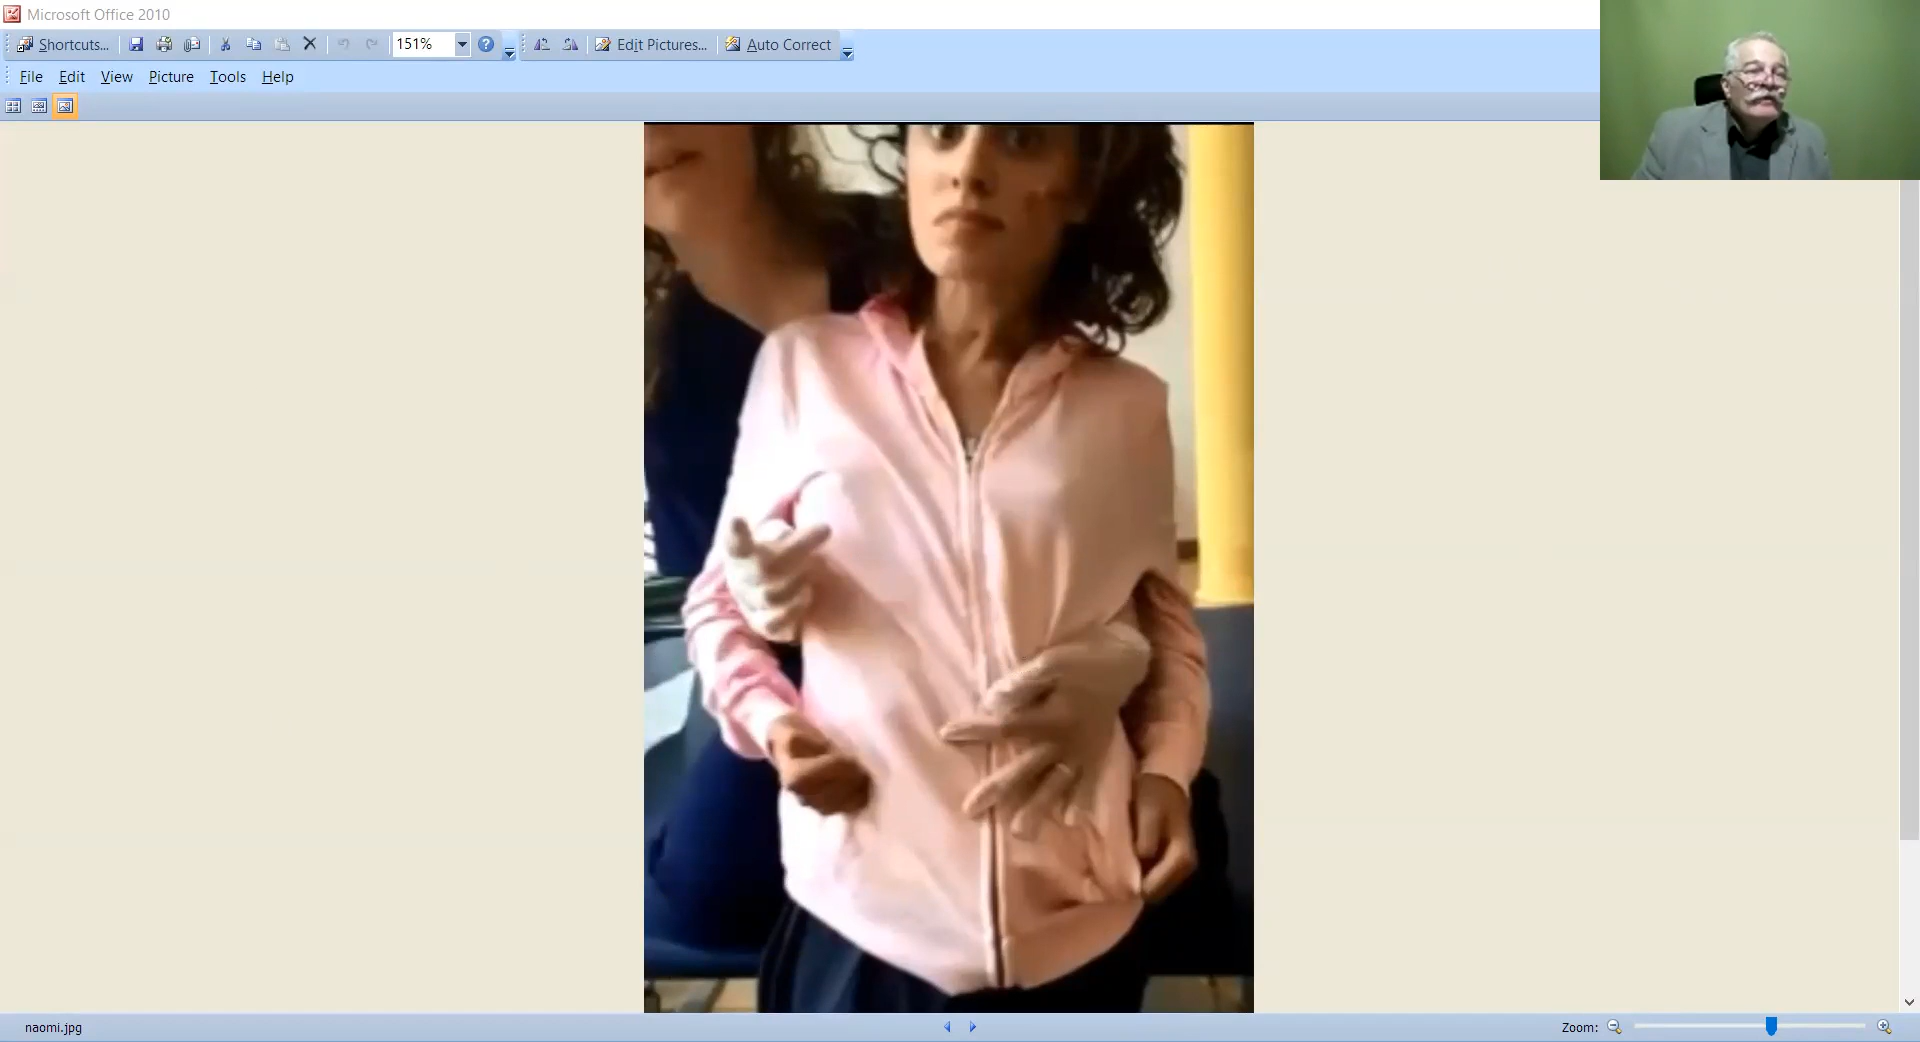 Microsoft Office 2010
Shortcuts... 151% Edit Pictures... Auto Correct
File Edit View Picture Tools Help
naomi.jpg Zoom: